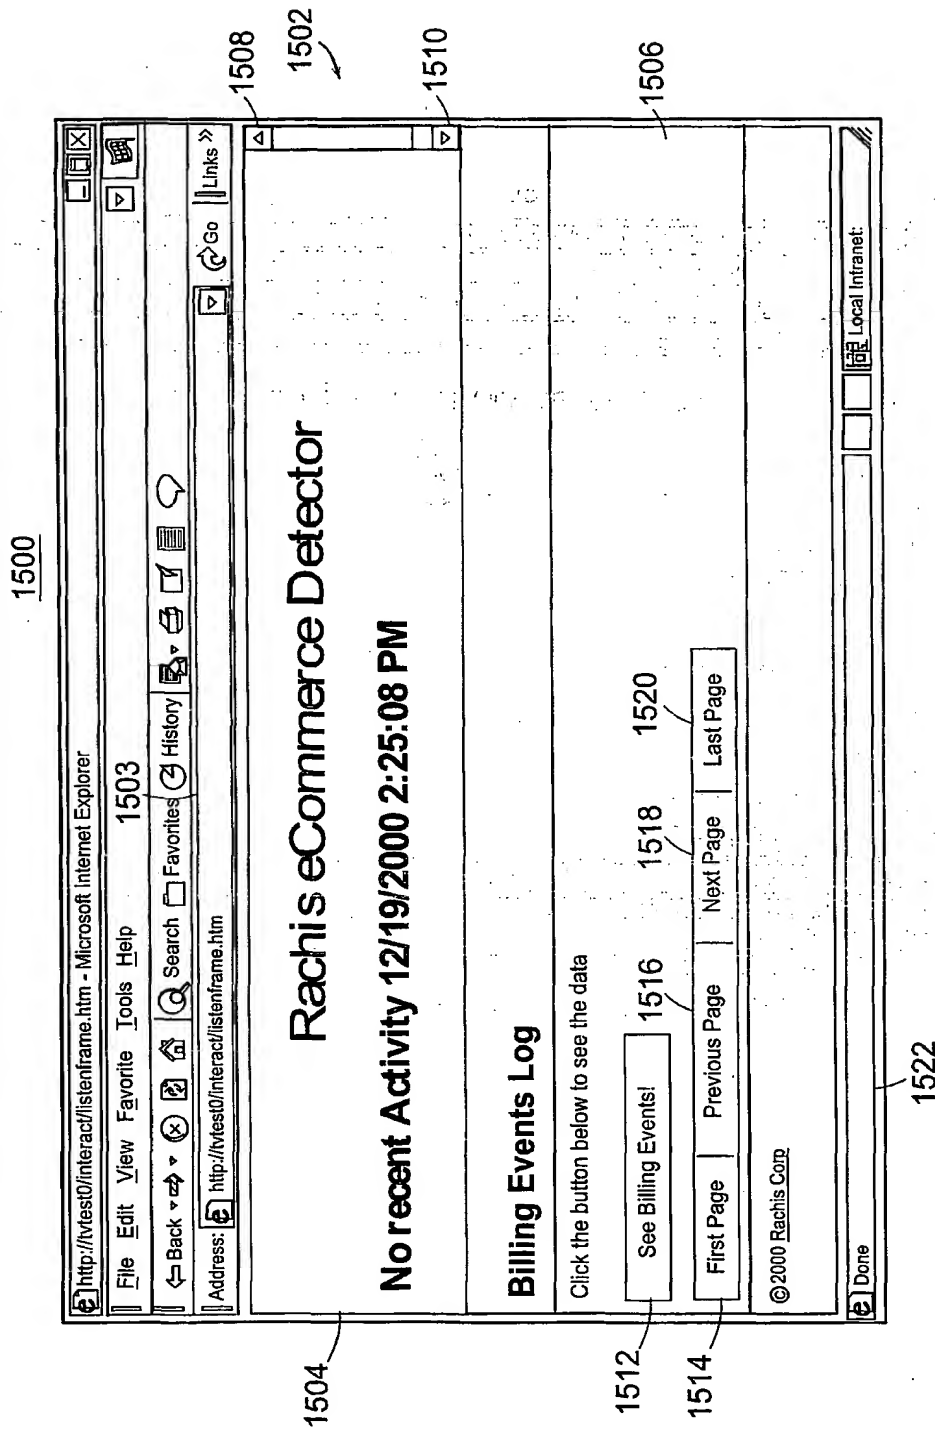 1500
http://tvtest0/interact/listenframe.htm - Microsoft Internet Explorer
File Edit View Favorite Tools Help
1503
Back Search Favorites History
Address: http://tvtest0/interact/listenframe.htm Go Links »
1508
1502
1504
Rachis eCommerce Detector
No recent Activity 12/19/2000 2:25:08 PM
1510
Billing Events Log
Click the button below to see the data
1506
1512
See Billing Events!
1516
1518
1520
1514
First Page | Previous Page | Next Page | Last Page
©2000 Rachis Corp
Done Local Intranet:
1522